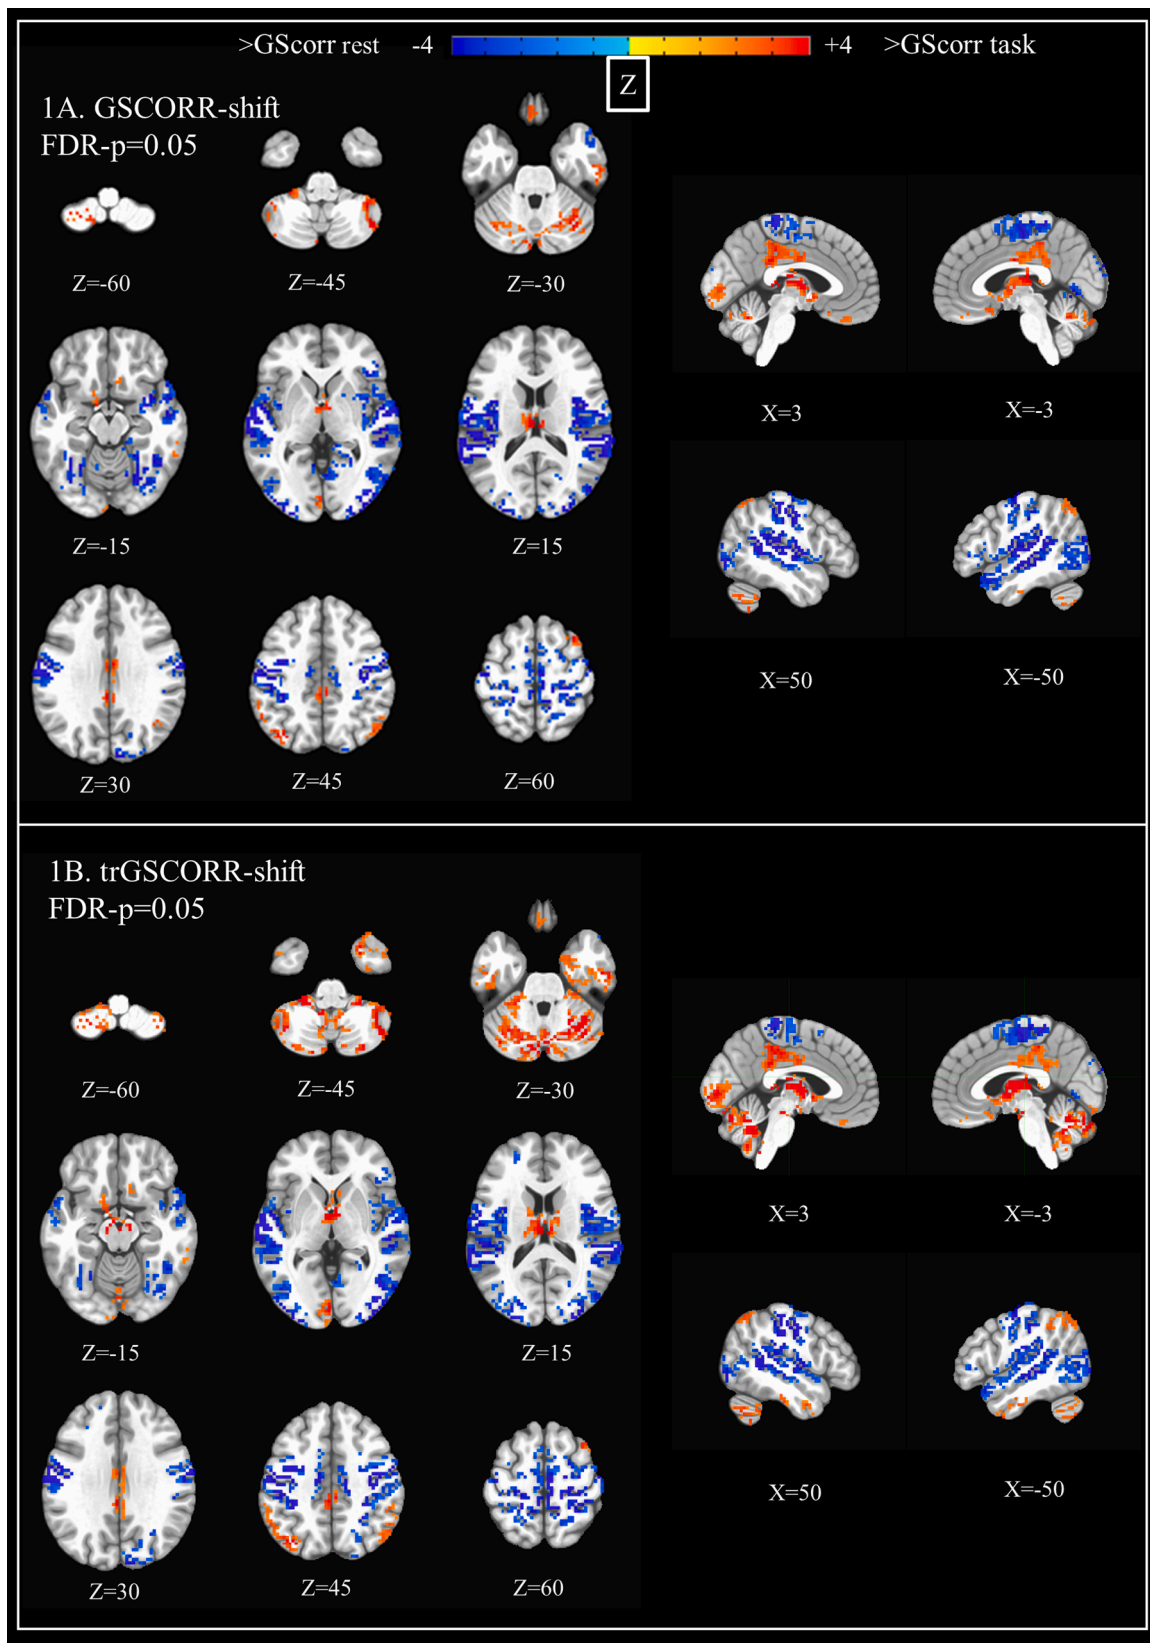 >GScorr rest -4 +4 >GScorr task
Z
1A. GSCORR-shift
FDR-p=0.05
Z=-60 Z=-45 Z=-30
Z=-15 Z=15
Z=30 Z=45 Z=60
X=3 X=-3
X=50 X=-50
1B. trGSCORR-shift
FDR-p=0.05
Z=-60 Z=-45 Z=-30
Z=-15 Z=15
Z=30 Z=45 Z=60
X=3 X=-3
X=50 X=-50